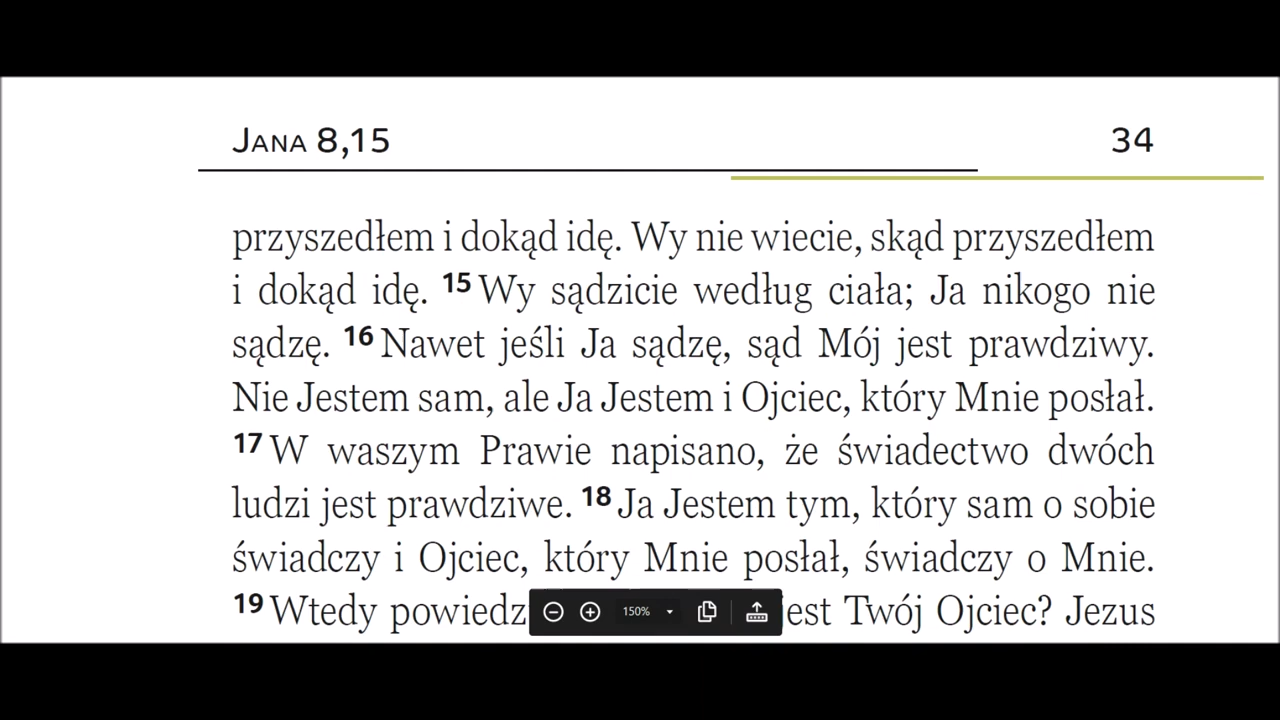 Jana 8,15 34
przyszedłem i dokąd idę. Wy nie wiecie, skąd przyszedłem
i dokąd idę. 15 Wy sądzicie według ciała; Ja nikogo nie
sądzę. 16 Nawet jeśli Ja sądzę, sąd Mój jest prawdziwy.
Nie Jestem sam, ale Ja Jestem i Ojciec, który Mnie posłał.
17 W waszym Prawie napisano, że świadectwo dwóch
ludzi jest prawdziwe. 18 Ja Jestem tym, który sam o sobie
świadczy i Ojciec, który Mnie posłał, świadczy o Mnie.
19 Wtedy Twój Ojciec? Jezus
150%